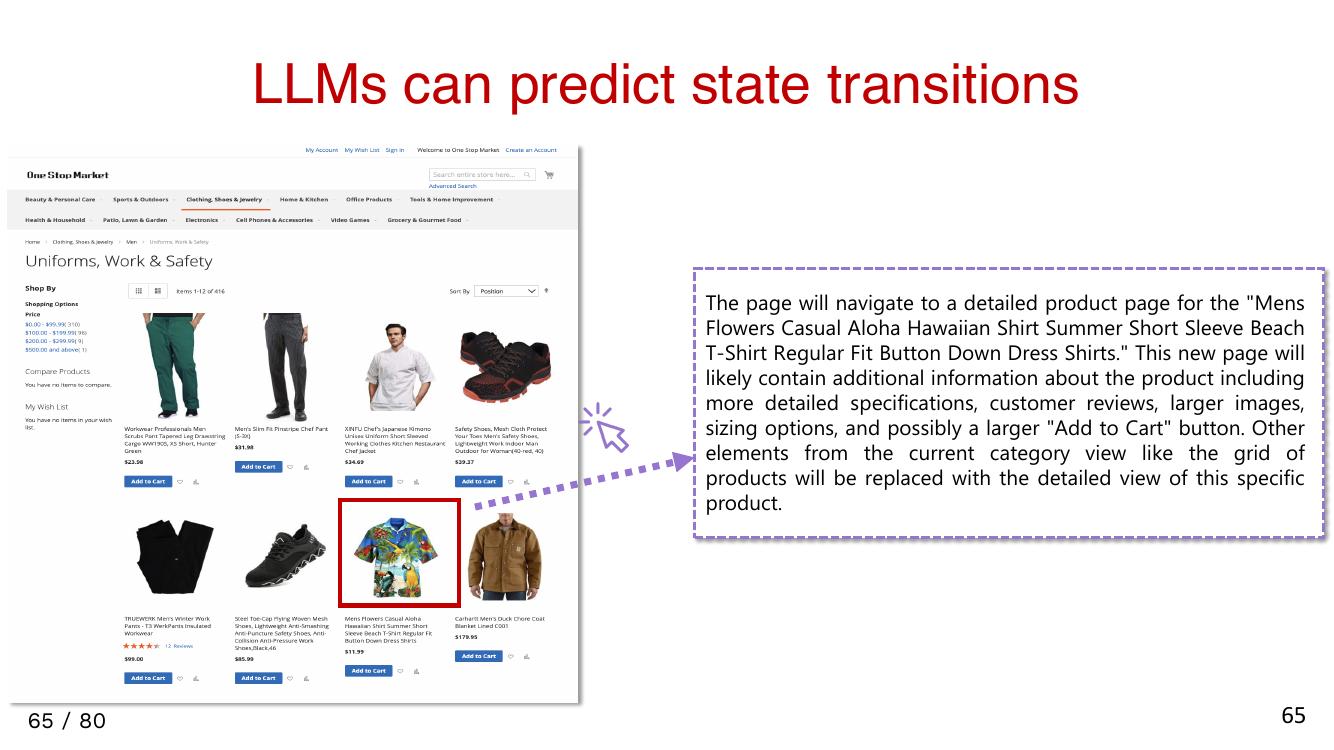 LLMs can predict state transitions
My Account My Wish List Sign In Welcome to One Stop Market Create an Account
One Stop Market
Search entire store here...
Advanced Search
Beauty & Personal Care Sports & Outdoors Clothing, Shoes & Jewelry Home & Kitchen Office Products Tools & Home Improvement
Health & Household Patio, Lawn & Garden Electronics Cell Phones & Accessories Video Games Grocery & Gourmet Food
Home Clothing, Shoes & Jewelry Men Uniforms, Work & Safety
Uniforms, Work & Safety
Shop By
Items 1-12 of 416
Sort By Position
Shopping Options
Price
$0.00 - $99.99( 310)
$100.00 - $199.99( 96)
$200.00 - $299.99( 9)
$500.00 and above( 1)
Compare Products
You have no items to compare.
My Wish List
You have no items in your wish
list.
Workwear Professionals Men
Scrubs Pant Tapered Leg Drawstring
Cargo WW190S, XS Short, Hunter
Green
$23.98
Add to Cart
Men's Slim Fit Pinstripe Chef Pant
(S-3X)
$31.98
Add to Cart
XINFU Chef's Japanese Kimono
Unisex Uniform Short Sleeved
Working Clothes Kitchen Restaurant
Chef Jacket
$34.69
Add to Cart
Safety Shoes, Mesh Cloth Protect
Your Toes Men's Safety Shoes,
Lightweight Work Indoor Man
Outdoor for Woman(40-red, 40)
$39.37
Add to Cart
TRUEWERK Men's Winter Work
Pants - T3 WerkPants Insulated
Workwear
12 Reviews
$99.00
Add to Cart
Steel Toe-Cap Flying Woven Mesh
Shoes, Lightweight Anti-Smashing
Anti-Puncture Safety Shoes, Anti-
Collision Anti-Pressure Work
Shoes,Black,46
$85.99
Add to Cart
Mens Flowers Casual Aloha
Hawaiian Shirt Summer Short
Sleeve Beach T-Shirt Regular Fit
Button Down Dress Shirts
$11.99
Add to Cart
Carhartt Men's Duck Chore Coat
Blanket Lined C001
$179.95
Add to Cart
The page will navigate to a detailed product page for the "Mens
Flowers Casual Aloha Hawaiian Shirt Summer Short Sleeve Beach
T-Shirt Regular Fit Button Down Dress Shirts." This new page will
likely contain additional information about the product including
more detailed specifications, customer reviews, larger images,
sizing options, and possibly a larger "Add to Cart" button. Other
elements from the current category view like the grid of
products will be replaced with the detailed view of this specific
product.
65 / 80
65